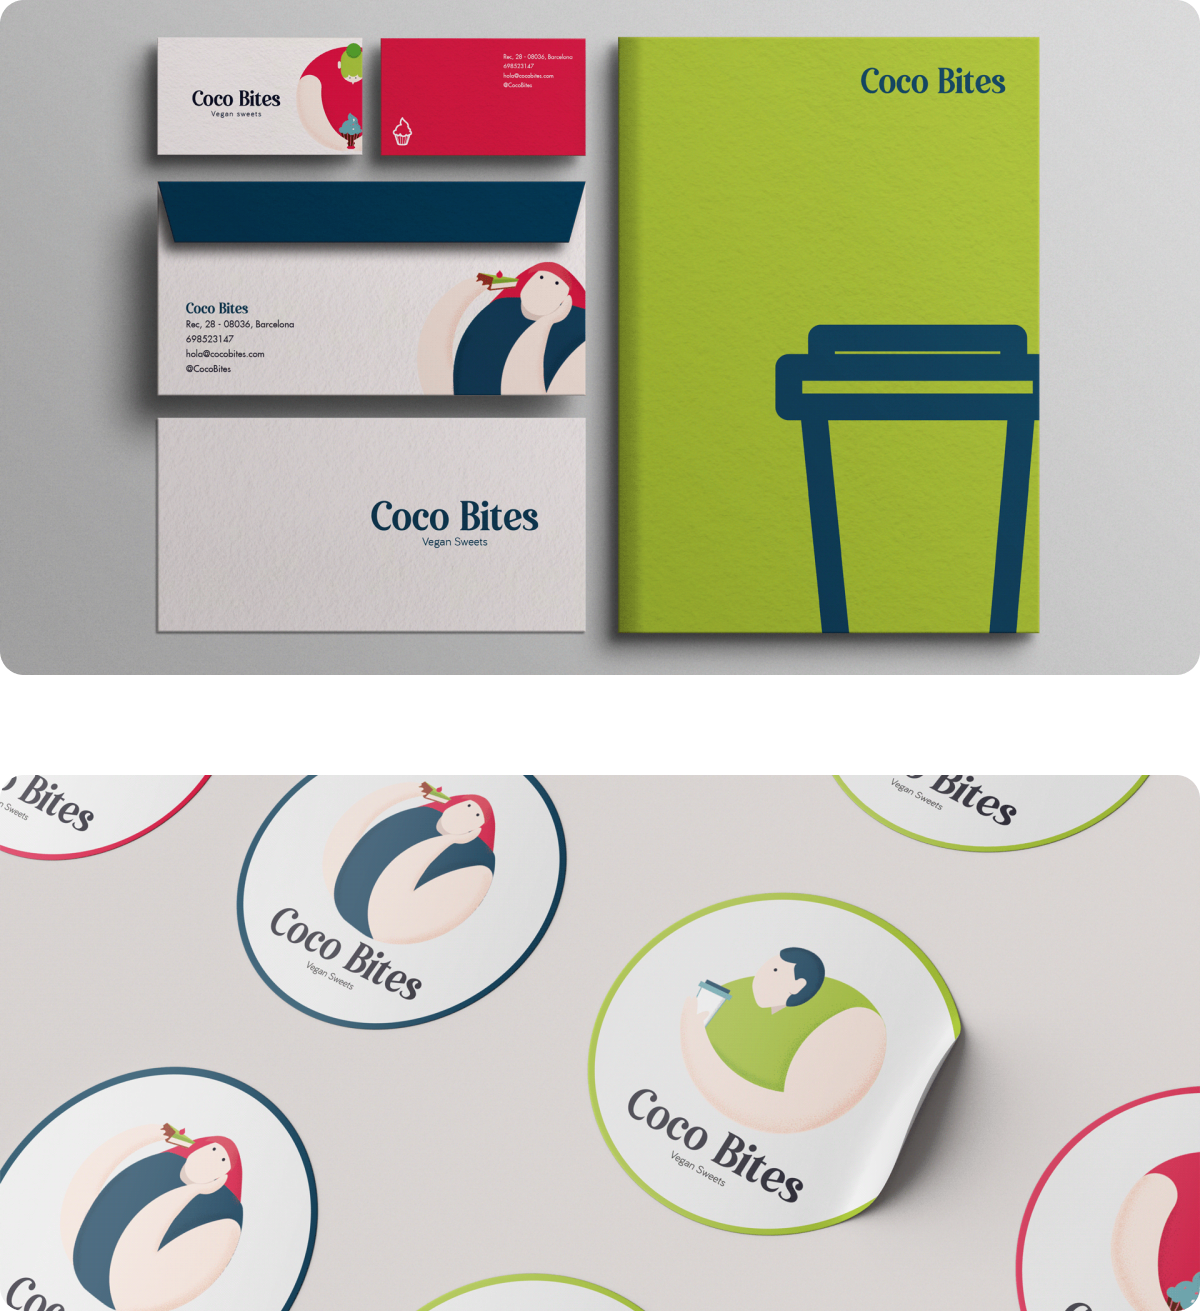 Coco Bites
Vegan sweets
Rec, 28 - 08036, Barcelona
698523147
hola@cocobites.com
@CocoBites
Coco Bites
Coco Bites
Rec, 28 - 08036, Barcelona
698523147
hola@cocobites.com
@CocoBites
Coco Bites
Vegan Sweets
Bites
Sweets
Bites
Vegan Sweets
Coco Bites
Vegan Sweets
Coco Bites
Vegan Sweets